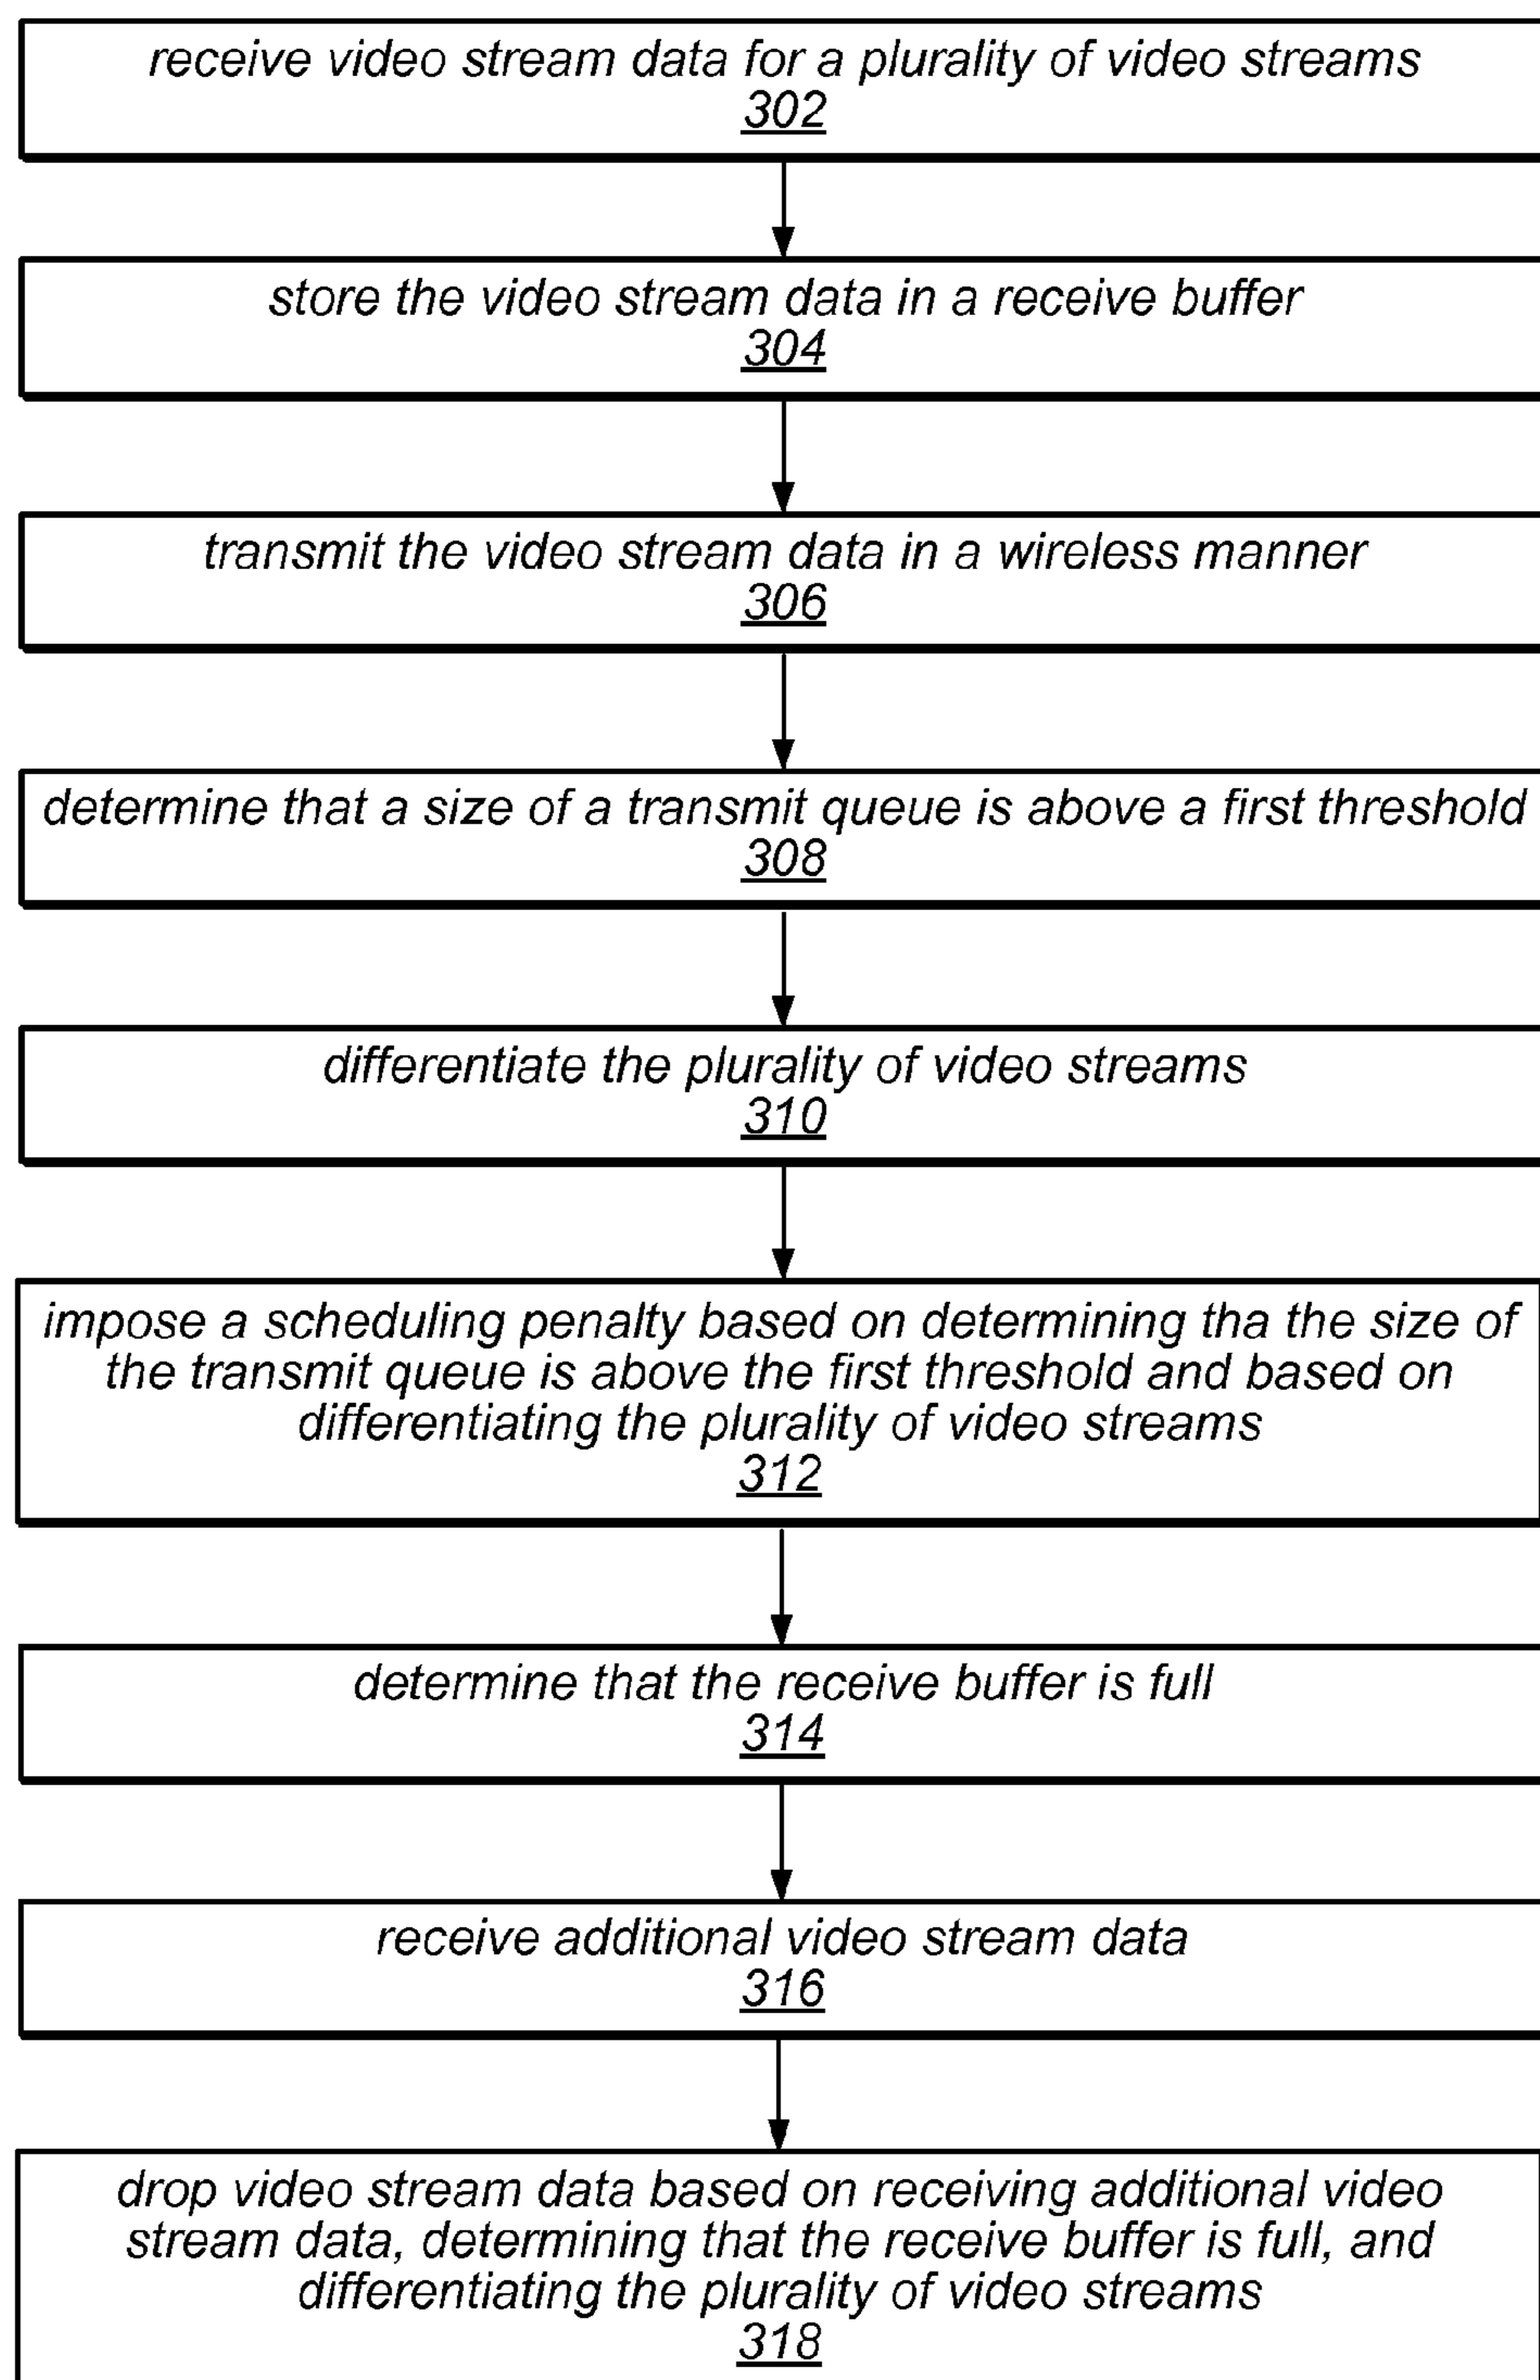 receive video stream data for a plurality of video streams
302
store the video stream data in a receive buffer
304
transmit the video stream data in a wireless manner
306
determine that a size of a transmit queue is above a first threshold
308
differentiate the plurality of video streams
310
impose a scheduling penalty based on determining tha the size of
the transmit queue is above the first threshold and based on
differentiating the plurality of video streams
312
determine that the receive buffer is full
314
receive additional video stream data
316
drop video stream data based on receiving additional video
stream data, determining that the receive buffer is full, and
differentiating the plurality of video streams
318